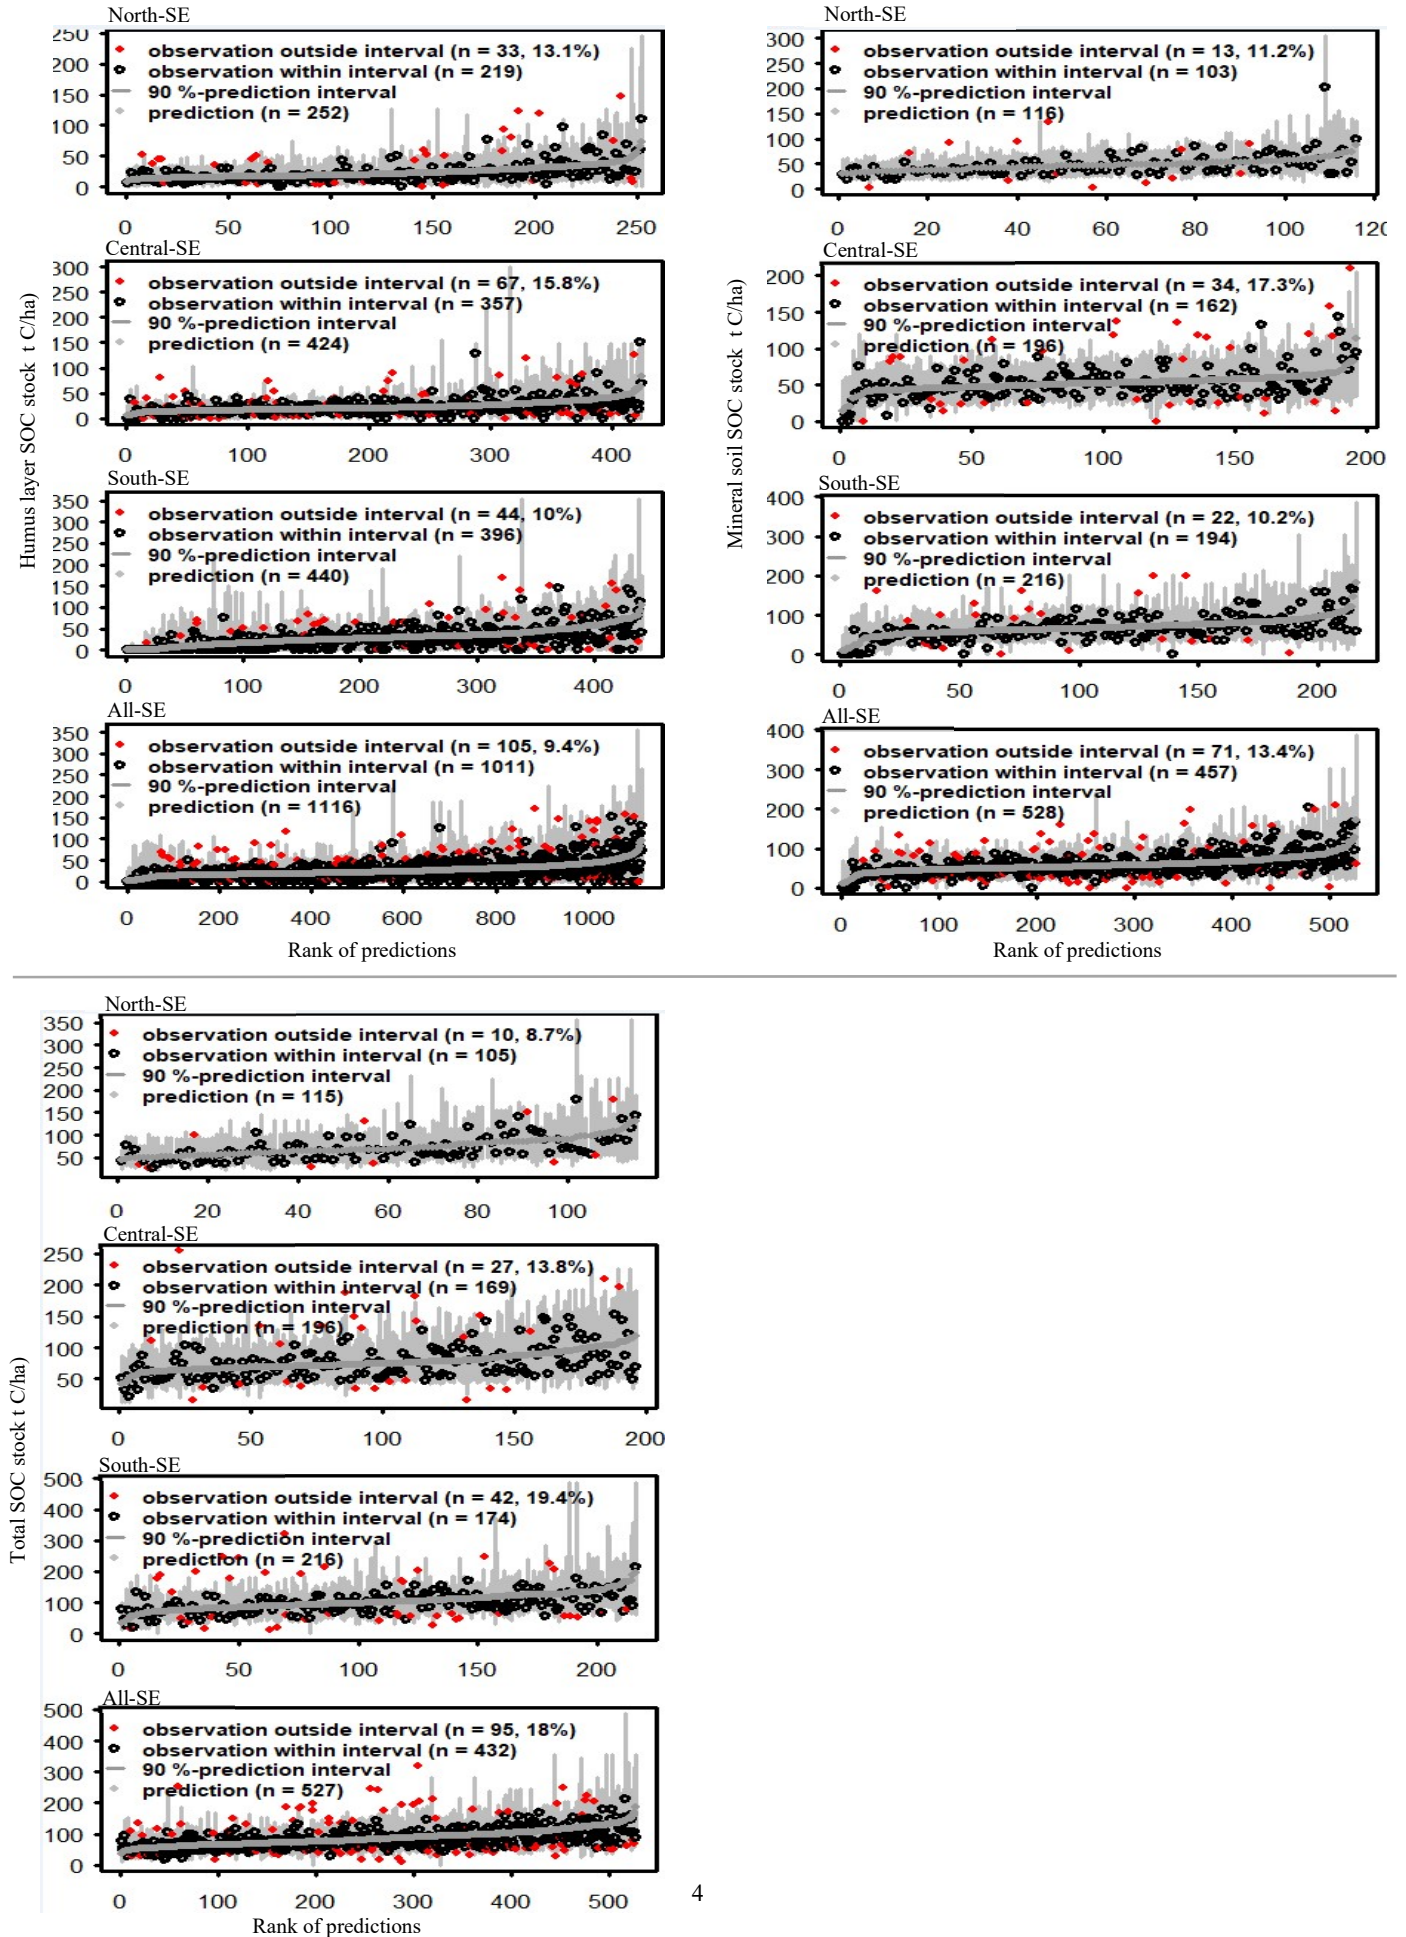 North-SE
250
200
150
100
50
0
observation outside interval (n = 33, 13.1%)
observation within interval (n = 219)
90 %-prediction interval
prediction (n = 252)
0 50 100 150 200 250
Central-SE
300
250
200
150
100
50
0
observation outside interval (n = 67, 15.8%)
observation within interval (n = 357)
90 %-prediction interval
prediction (n = 424)
0 100 200 300 400
South-SE
350
300
250
200
150
100
50
0
observation outside interval (n = 44, 10%)
observation within interval (n = 396)
90 %-prediction interval
prediction (n = 440)
0 100 200 300 400
All-SE
350
300
250
200
150
100
50
0
observation outside interval (n = 105, 9.4%)
observation within interval (n = 1011)
90 %-prediction interval
prediction (n = 1116)
0 200 400 600 800 1000
Humus layer SOC stock t C/ha)
Rank of predictions
North-SE
300
250
200
150
100
50
0
observation outside interval (n = 13, 11.2%)
observation within interval (n = 103)
90 %-prediction interval
prediction (n = 116)
0 20 40 60 80 100 120
Central-SE
200
150
100
50
0
observation outside interval (n = 34, 17.3%)
observation within interval (n = 162)
90 %-prediction interval
prediction (n = 196)
0 50 100 150 200
South-SE
400
300
200
100
0
observation outside interval (n = 22, 10.2%)
observation within interval (n = 194)
90 %-prediction interval
prediction (n = 216)
0 50 100 150 200
All-SE
400
300
200
100
0
observation outside interval (n = 71, 13.4%)
observation within interval (n = 457)
90 %-prediction interval
prediction (n = 528)
0 100 200 300 400 500
Mineral soil SOC stock t C/ha)
Rank of predictions
North-SE
350
300
250
200
150
100
50
observation outside interval (n = 10, 8.7%)
observation within interval (n = 105)
90 %-prediction interval
prediction (n = 115)
0 20 40 60 80 100
Central-SE
250
200
150
100
50
observation outside interval (n = 27, 13.8%)
observation within interval (n = 169)
90 %-prediction interval
prediction (n = 196)
0 50 100 150 200
South-SE
500
400
300
200
100
0
observation outside interval (n = 42, 19.4%)
observation within interval (n = 174)
90 %-prediction interval
prediction (n = 216)
0 50 100 150 200
All-SE
500
400
300
200
100
0
observation outside interval (n = 95, 18%)
observation within interval (n = 432)
90 %-prediction interval
prediction (n = 527)
0 100 200 300 400 500
Total SOC stock t C/ha)
Rank of predictions
4